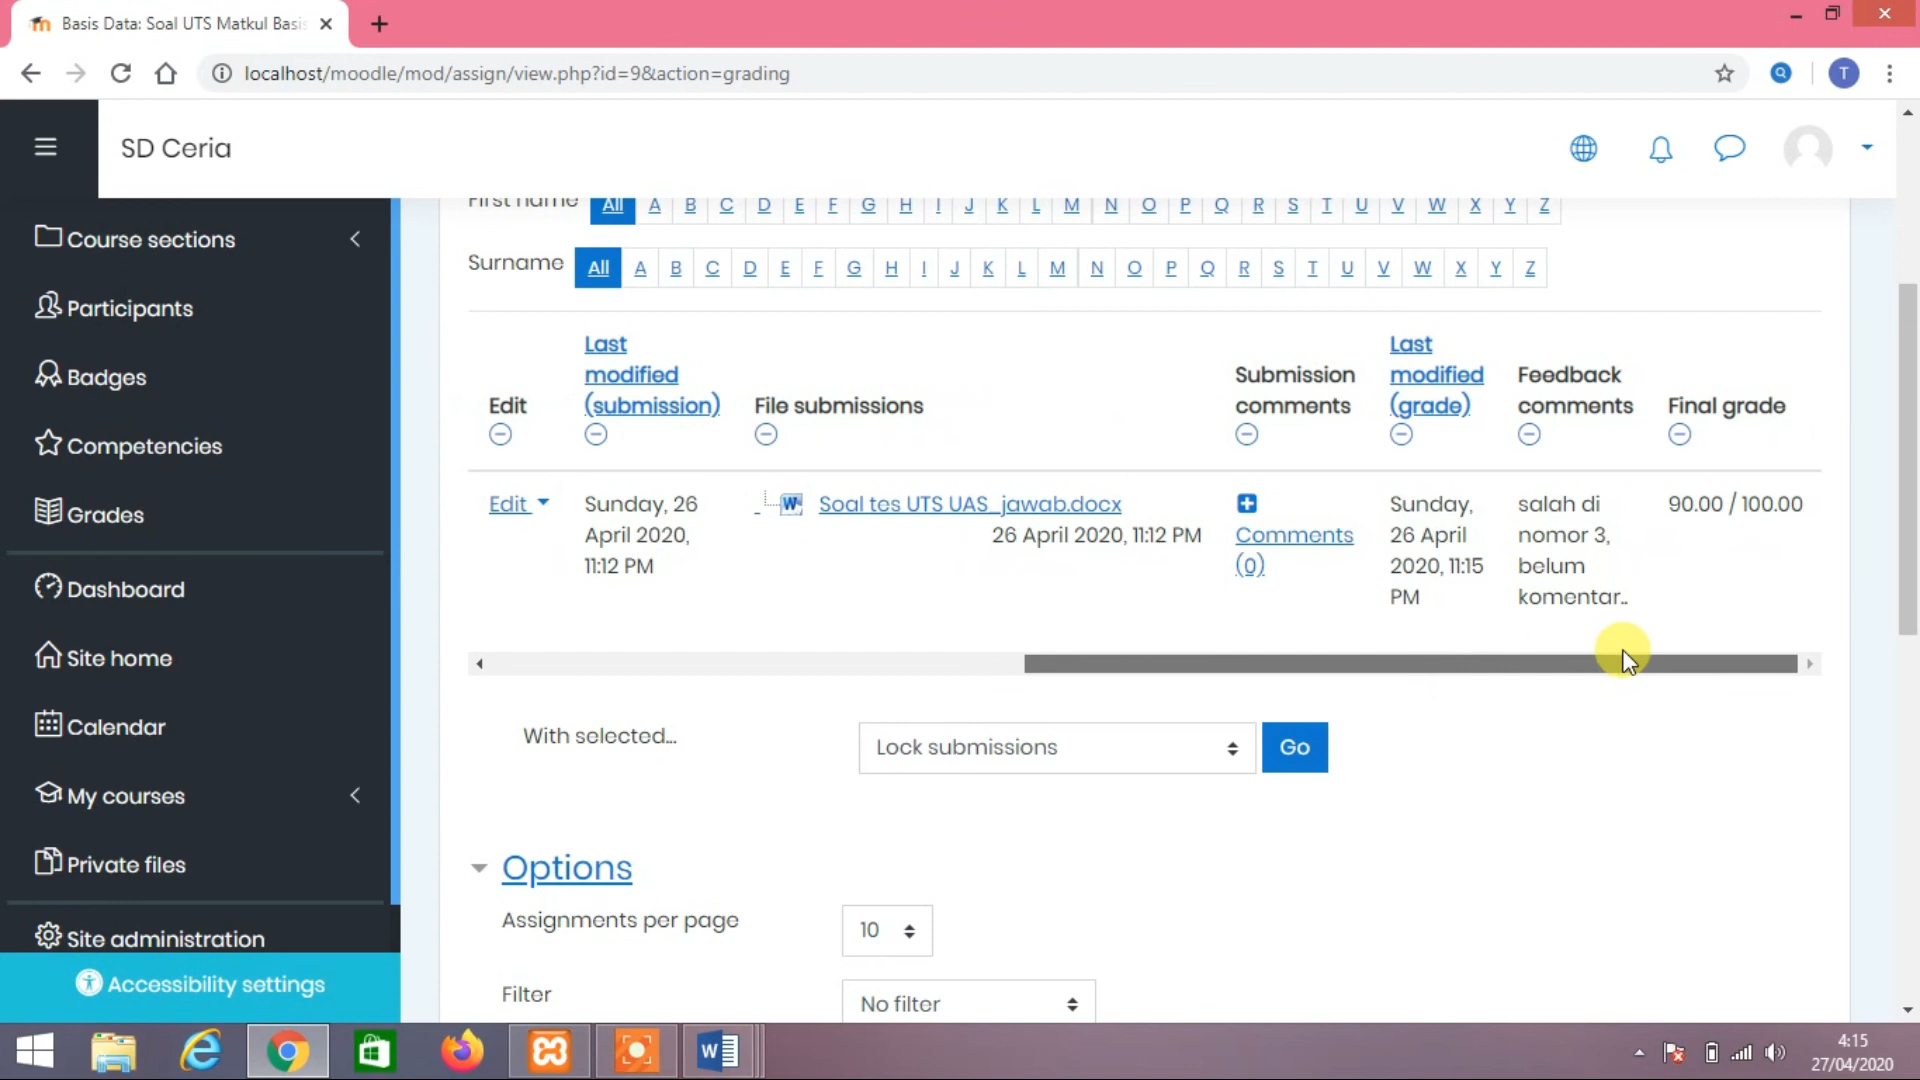 Basis Data: Soal UTS Matkul Basis
localhost/moodle/mod/assign/view.php?id=9&action=grading
T
SD Ceria
Course sections
Participants
Badges
Competencies
Grades
Dashboard
Site home
Calendar
My courses
Private files
Site administration
Accessibility settings
First name All A B C D E F G H I J K L M N O P Q R S T U V W X Y Z
Surname All A B C D E F G H I J K L M N O P Q R S T U V W X Y Z
Edit
Last
modified
(submission)
File submissions
Submission
comments
Last
modified
(grade)
Feedback
comments
Final grade
Edit
Sunday, 26
April 2020,
11:12 PM
Soal tes UTS UAS_jawab.docx
26 April 2020, 11:12 PM
Comments
(0)
Sunday,
26 April
2020, 11:15
PM
salah di
nomor 3,
belum
komentar..
90.00 / 100.00
With selected...
Lock submissions
Go
Options
Assignments per page
10
Filter
No filter
4:15
27/04/2020